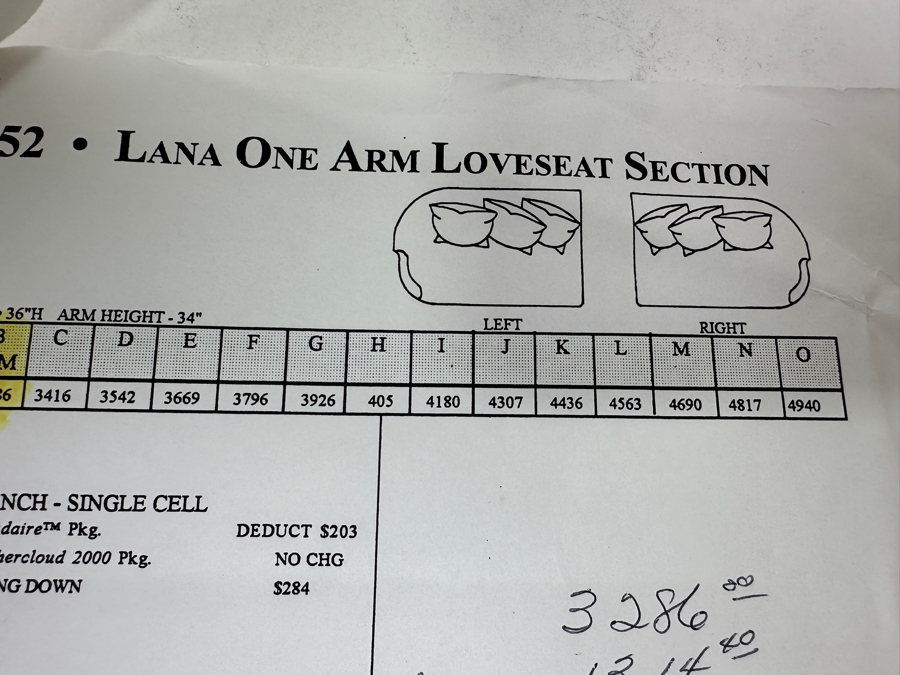 52 • LANA ONE ARM LOVESEAT SECTION
36"H ARM HEIGHT - 34"
LEFT RIGHT
B C D E F G H I J K L M N O
M
86 3416 3542 3669 3796 3926 405 4180 4307 4436 4563 4690 4817 4940
NCH - SINGLE CELL
daire™ Pkg. DEDUCT $203
hercloud 2000 Pkg. NO CHG
NG DOWN $284
3286 00